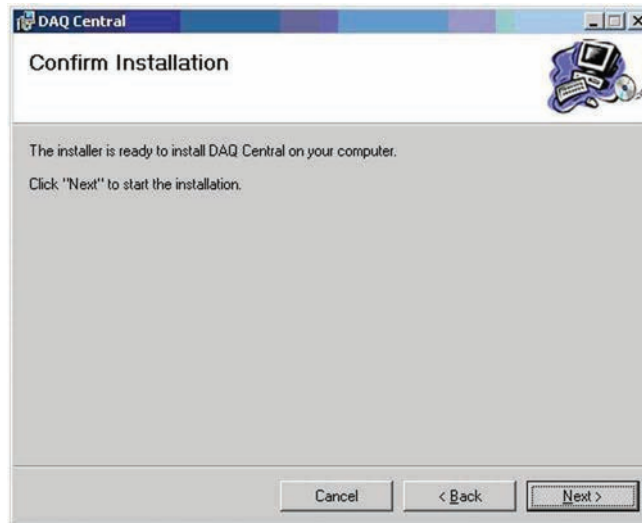 DAQ Central
Confirm Installation
The installer is ready to install DAQ Central on your computer.
Click "Next" to start the installation.
Cancel
< Back
Next >